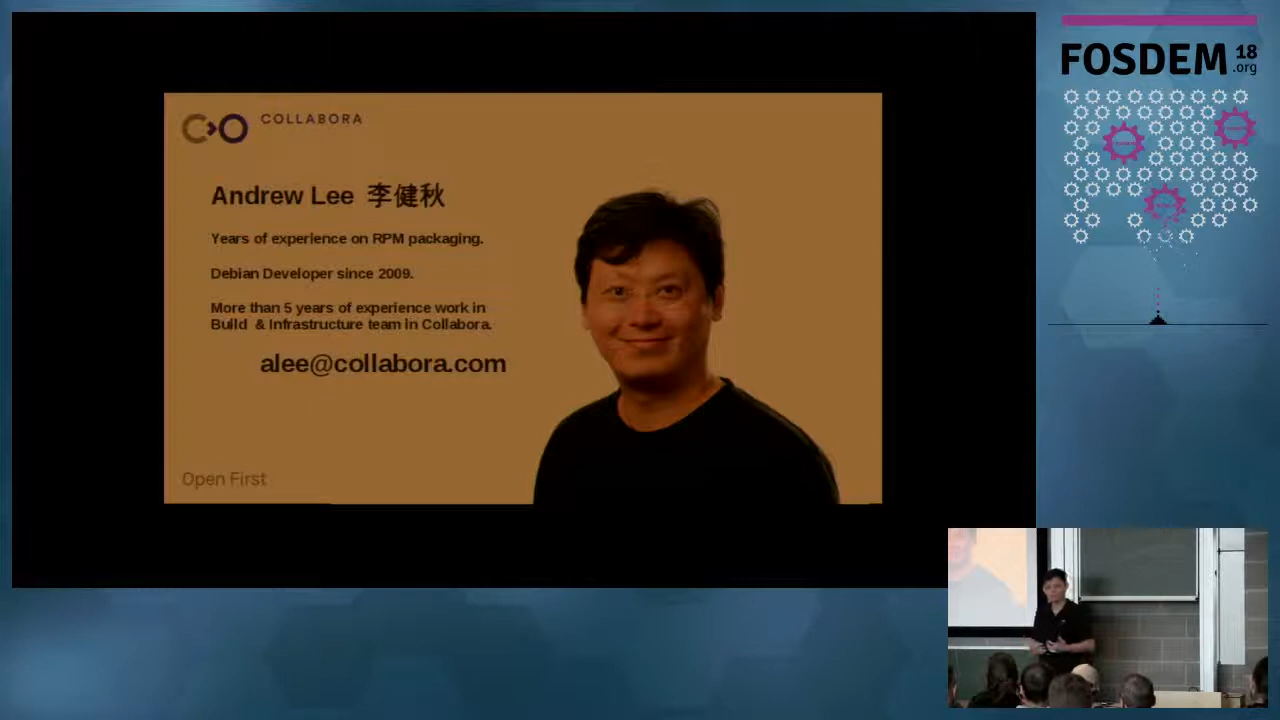 COLLABORA
Andrew Lee 李健秋
Years of experience on RPM packaging.
Debian Developer since 2009.
More than 5 years of experience work in
Build & Infrastructure team in Collabora.
alee@collabora.com
Open First
FOSDEM 18
.org